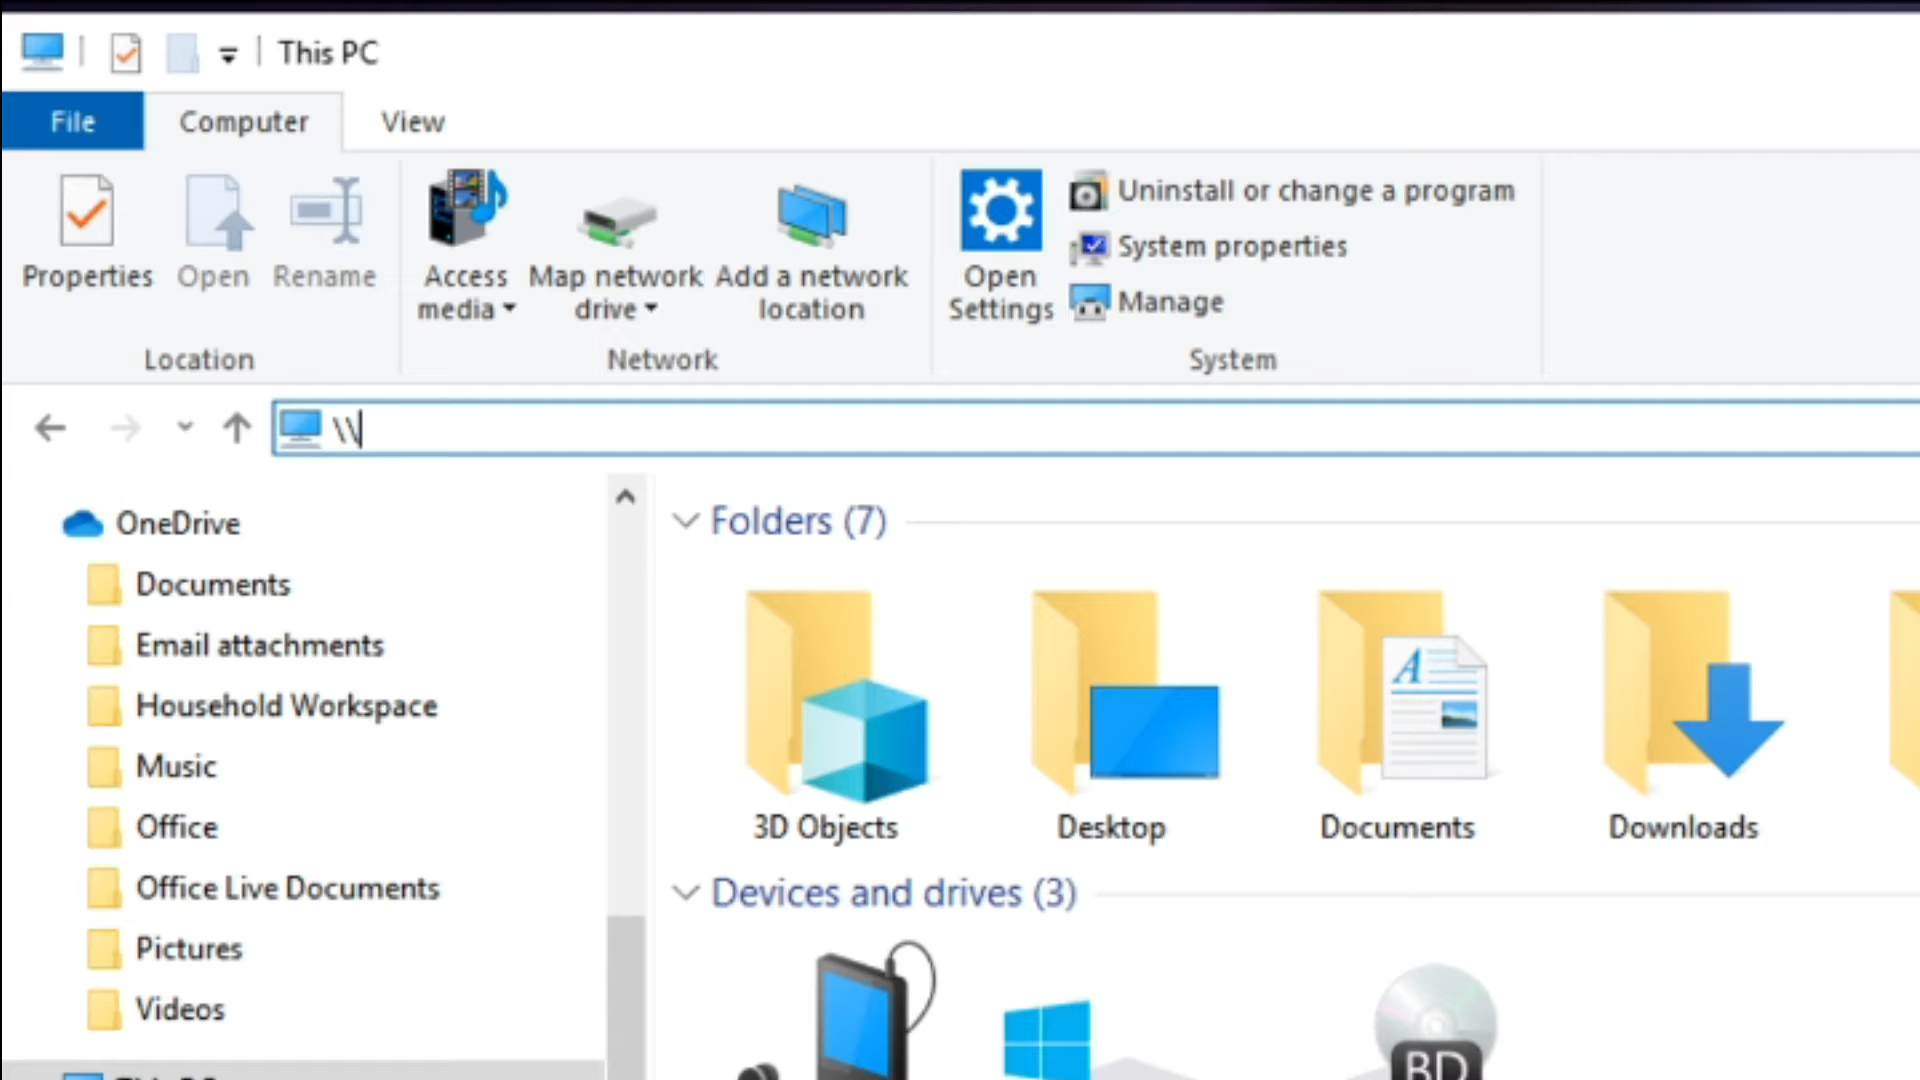 This PC
File
Computer
View
Properties
Open
Rename
Access
media
Map network
drive
Add a network
location
Open
Settings
Uninstall or change a program
System properties
Manage
Location
Network
System
\\
OneDrive
Documents
Email attachments
Household Workspace
Music
Office
Office Live Documents
Pictures
Videos
Folders (7)
3D Objects
Desktop
Documents
Downloads
Devices and drives (3)
BD